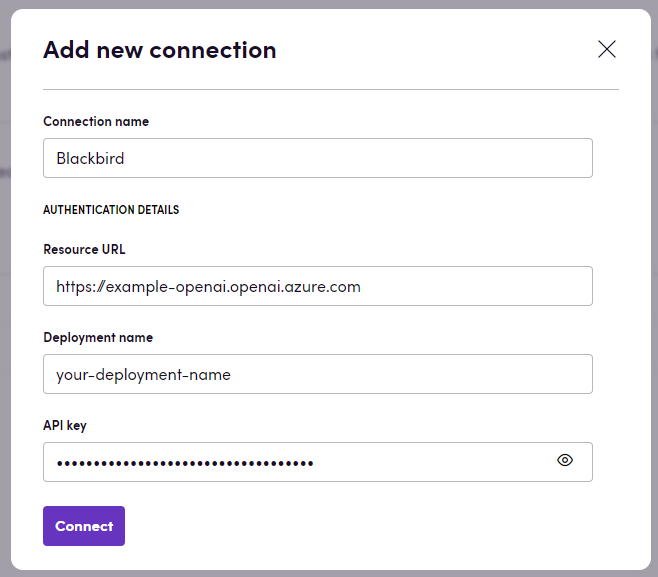 Add new connection
Connection name
Blackbird
AUTHENTICATION DETAILS
Resource URL
https://example-openai.openai.azure.com
Deployment name
your-deployment-name
API key
••••••••••••••••••••••••••••••••••
Connect